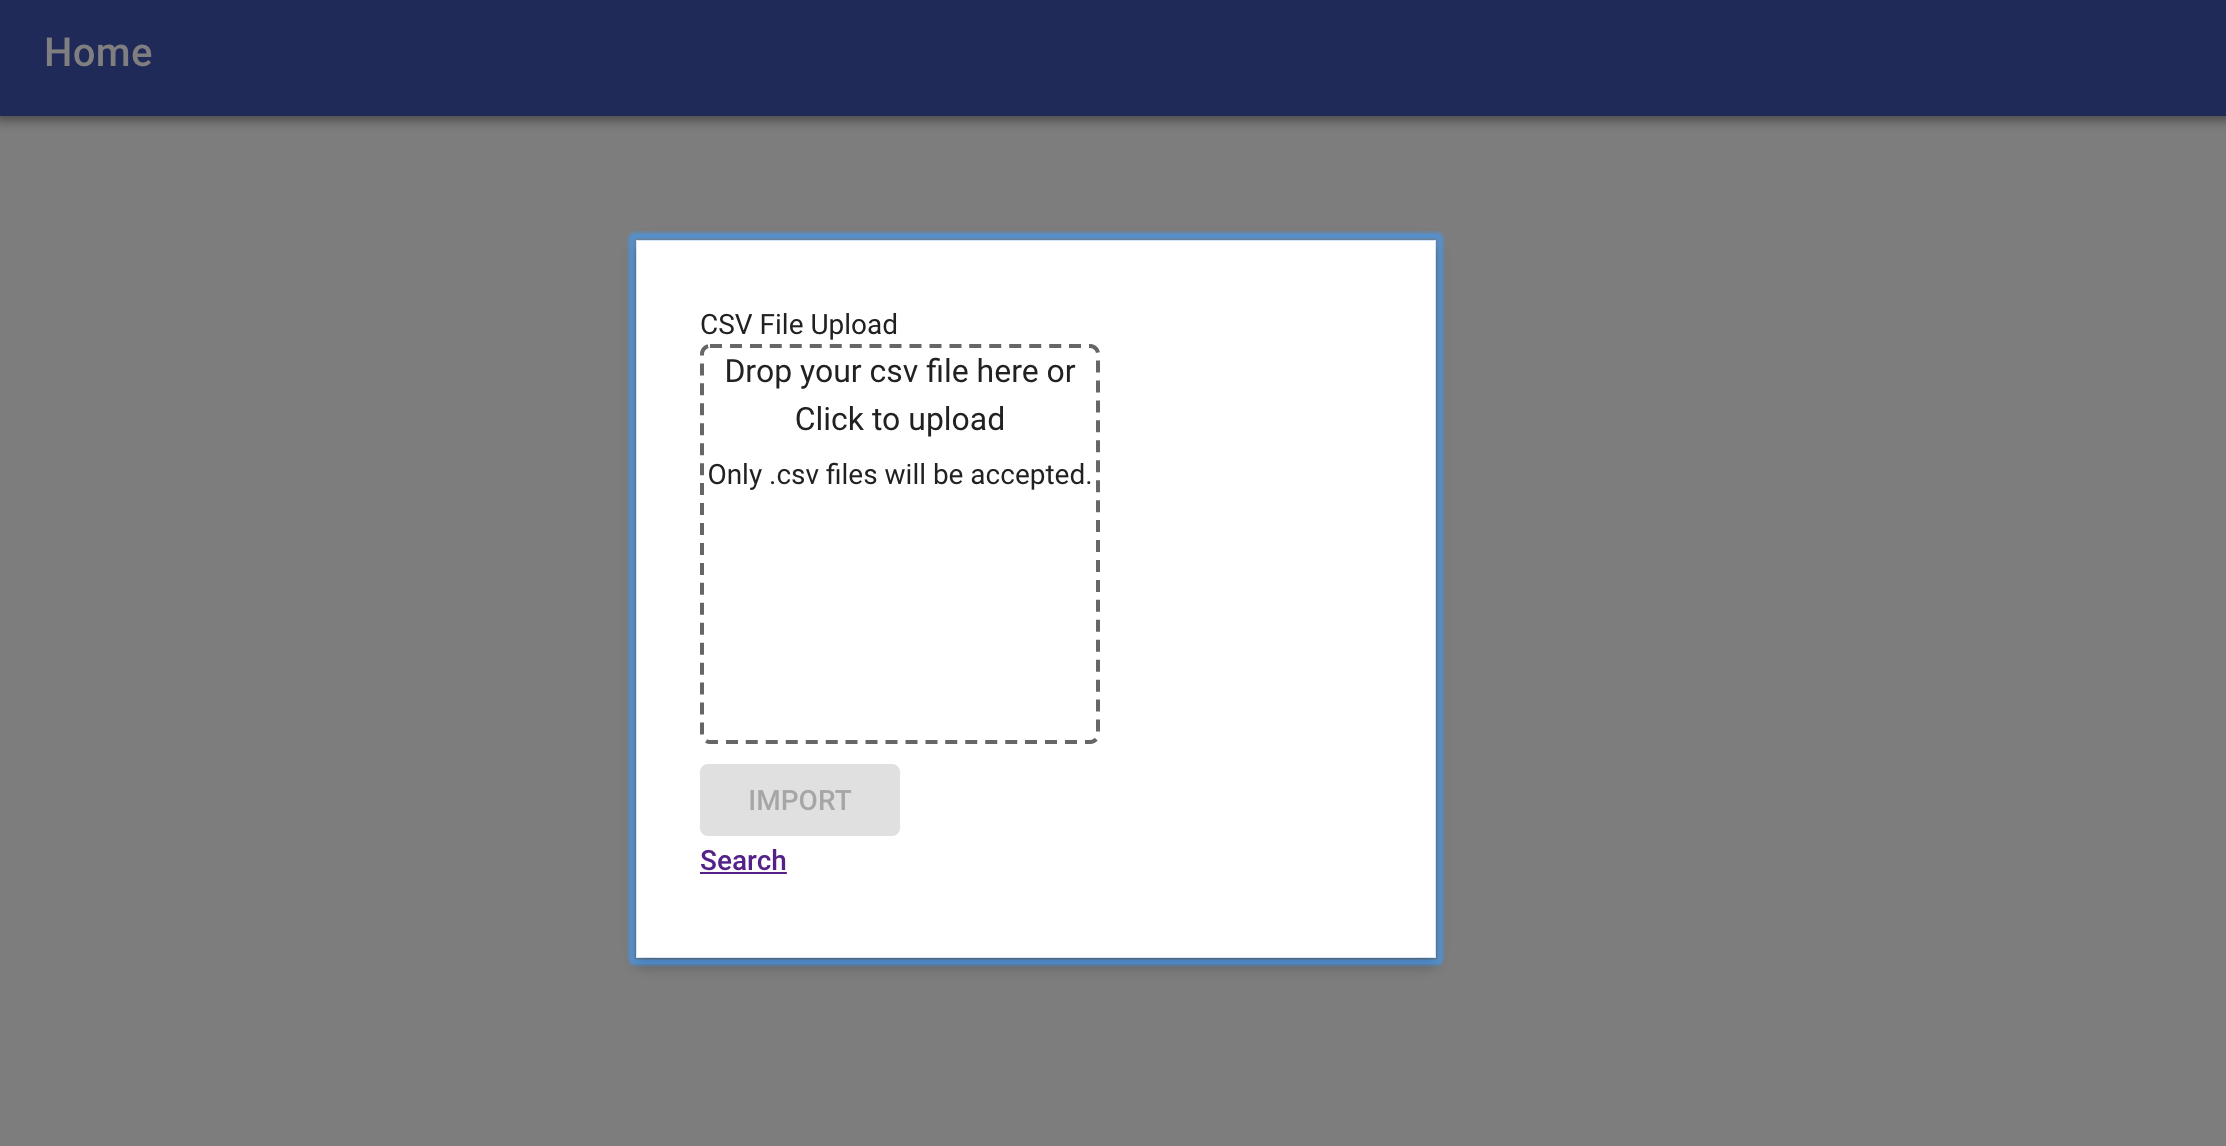 Home
CSV File Upload
Drop your csv file here or
Click to upload
Only .csv files will be accepted.
IMPORT
Search